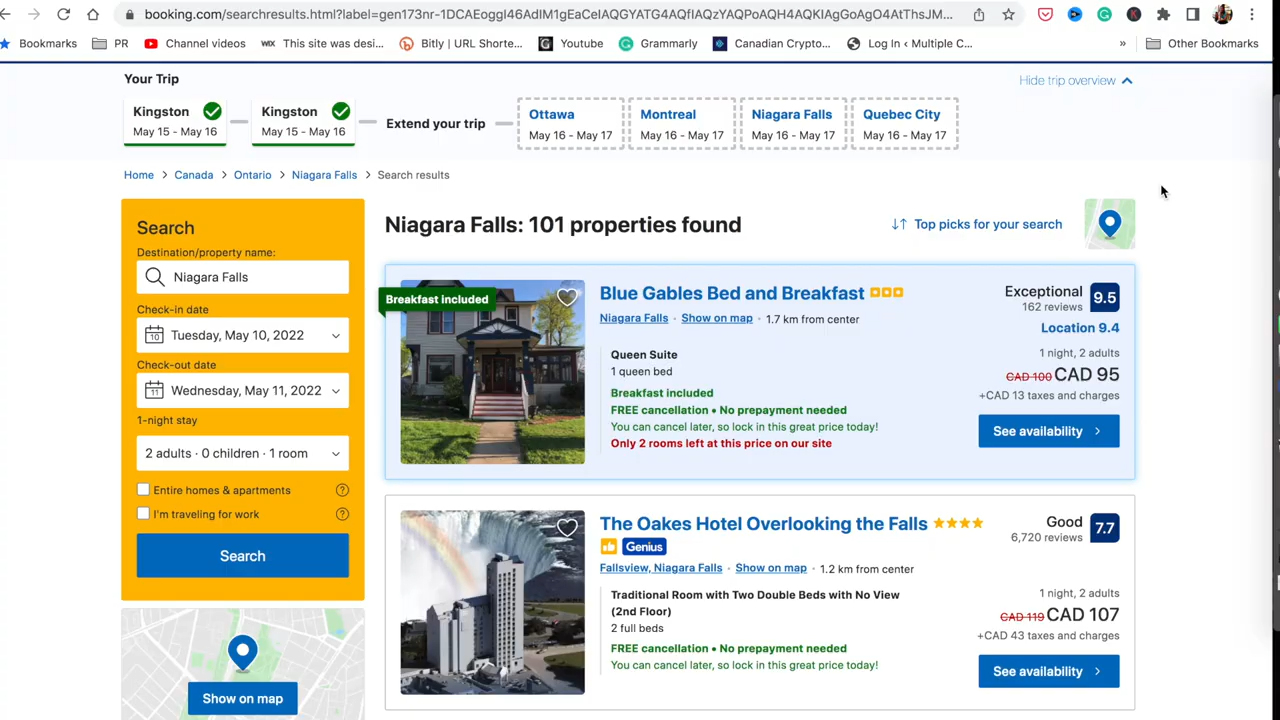 booking.com/searchresults.html?label=gen173nr-1DCAEoggI46AdIM1gEaCeIAQGYATG4AQfIAQzYAQPoAQH4AQKIAgGoAgO4AtThsJM...
Bookmarks PR Channel videos WiX This site was desi... Bitly | URL Shorte... Youtube Grammarly Canadian Crypto... Log In ‹ Multiple C... » Other Bookmarks
Your Trip
Hide trip overview
Kingston
May 15 - May 16
Kingston
May 15 - May 16
Extend your trip
Ottawa
May 16 - May 17
Montreal
May 16 - May 17
Niagara Falls
May 16 - May 17
Quebec City
May 16 - May 17
Home > Canada > Ontario > Niagara Falls > Search results
Search
Destination/property name:
Niagara Falls
Check-in date
10 Tuesday, May 10, 2022
Check-out date
11 Wednesday, May 11, 2022
1-night stay
2 adults · 0 children · 1 room
Entire homes & apartments ?
I'm traveling for work ?
Search
Show on map
Niagara Falls: 101 properties found
Top picks for your search
Breakfast included
Blue Gables Bed and Breakfast
Niagara Falls · Show on map · 1.7 km from center
Queen Suite
1 queen bed
Breakfast included
FREE cancellation • No prepayment needed
You can cancel later, so lock in this great price today!
Only 2 rooms left at this price on our site
Exceptional 9.5
162 reviews
Location 9.4
1 night, 2 adults
CAD 100 CAD 95
+CAD 13 taxes and charges
See availability
The Oakes Hotel Overlooking the Falls
Genius
Fallsview, Niagara Falls · Show on map · 1.2 km from center
Traditional Room with Two Double Beds with No View
(2nd Floor)
2 full beds
FREE cancellation • No prepayment needed
You can cancel later, so lock in this great price today!
Good 7.7
6,720 reviews
1 night, 2 adults
CAD 119 CAD 107
+CAD 43 taxes and charges
See availability